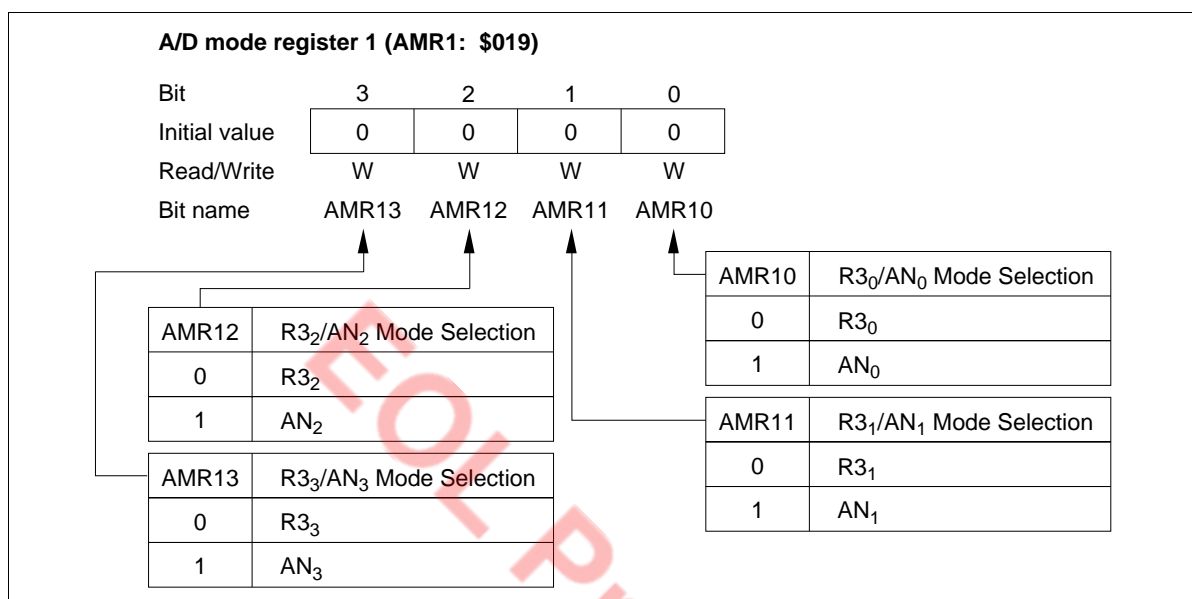 A/D mode register 1 (AMR1: $019)
Bit 3 2 1 0
Initial value 0 0 0 0
Read/Write W W W W
Bit name AMR13 AMR12 AMR11 AMR10
AMR10 R3₀/AN₀ Mode Selection
0 R3₀
1 AN₀
AMR12 R3₂/AN₂ Mode Selection
0 R3₂
1 AN₂
AMR11 R3₁/AN₁ Mode Selection
0 R3₁
1 AN₁
AMR13 R3₃/AN₃ Mode Selection
0 R3₃
1 AN₃
EOL